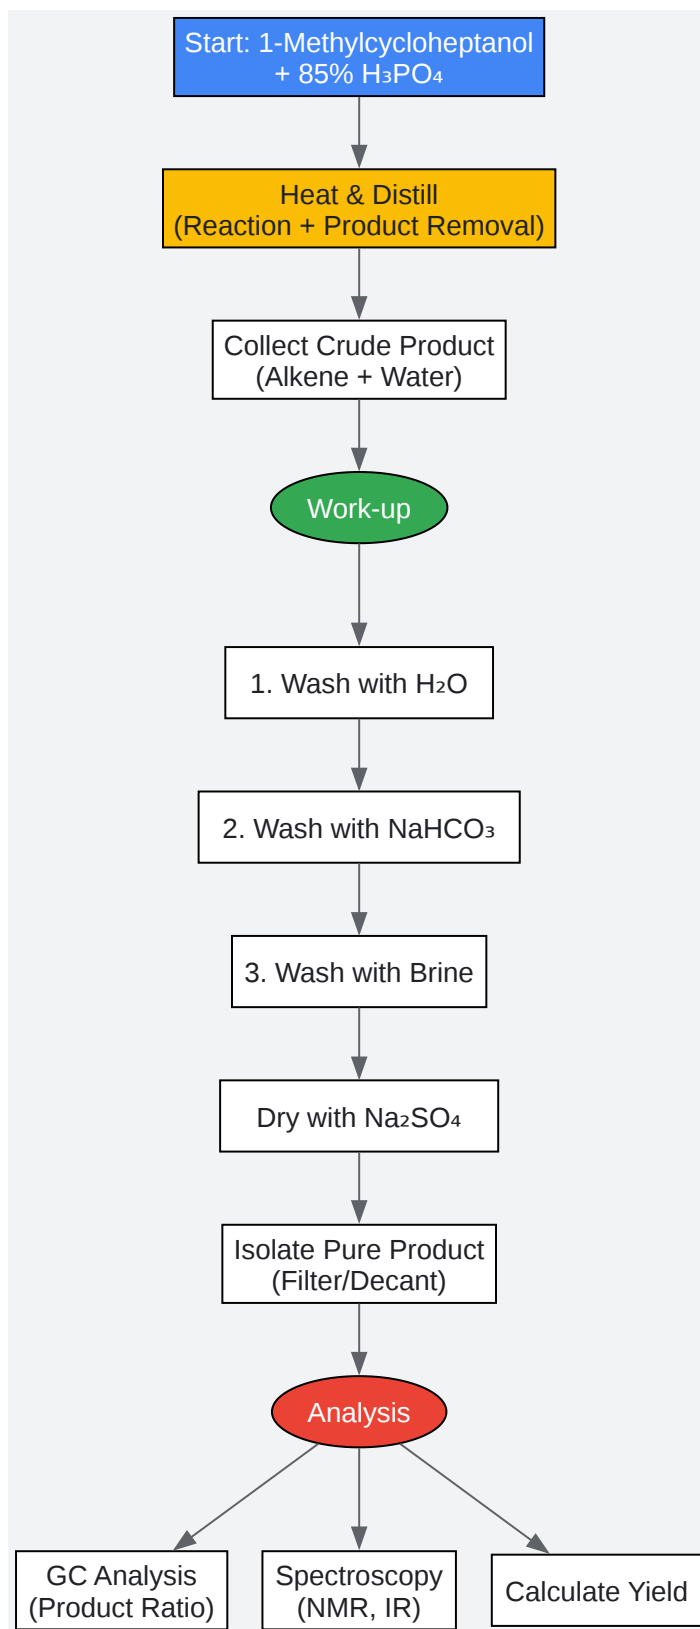 Start: 1-Methylcycloheptanol
+ 85% H₃PO₄
Heat & Distill
(Reaction + Product Removal)
Collect Crude Product
(Alkene + Water)
Work-up
1. Wash with H₂O
2. Wash with NaHCO₃
3. Wash with Brine
Dry with Na₂SO₄
Isolate Pure Product
(Filter/Decant)
Analysis
GC Analysis
(Product Ratio)
Spectroscopy
(NMR, IR)
Calculate Yield